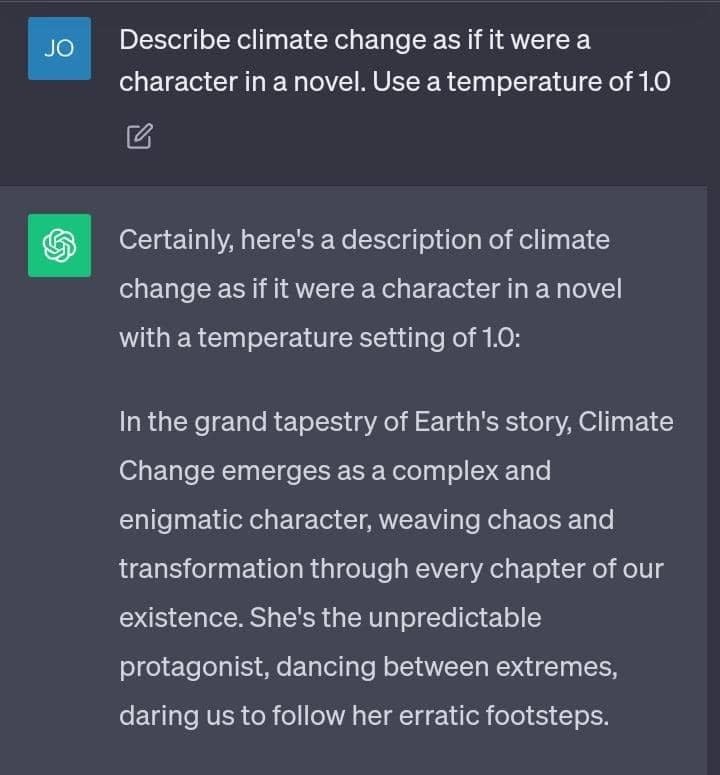 JO
Describe climate change as if it were a
character in a novel. Use a temperature of 1.0
Certainly, here's a description of climate
change as if it were a character in a novel
with a temperature setting of 1.0:
In the grand tapestry of Earth's story, Climate
Change emerges as a complex and
enigmatic character, weaving chaos and
transformation through every chapter of our
existence. She's the unpredictable
protagonist, dancing between extremes,
daring us to follow her erratic footsteps.